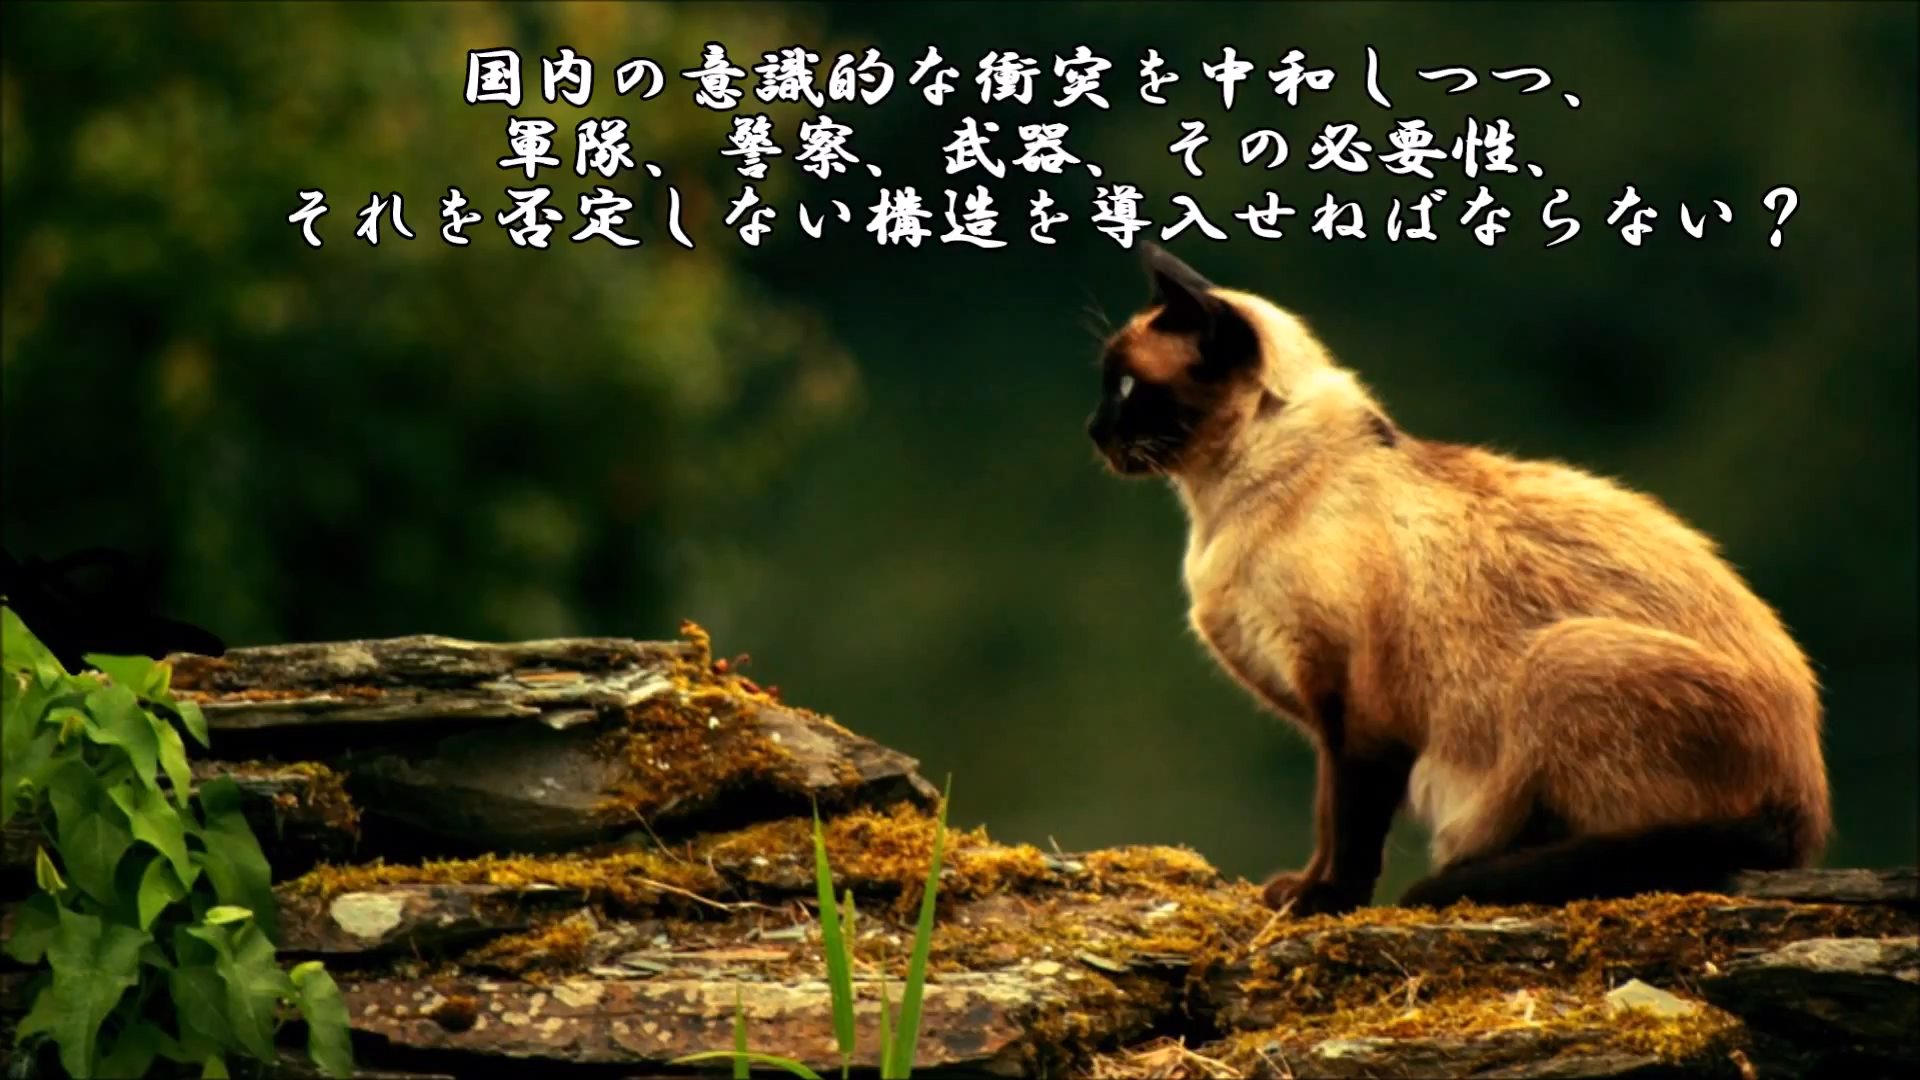 国内の意識的な衝突を中和しつつ、
軍隊、警察、武器、その必要性、
それを否定しない構造を導入せねばならない？